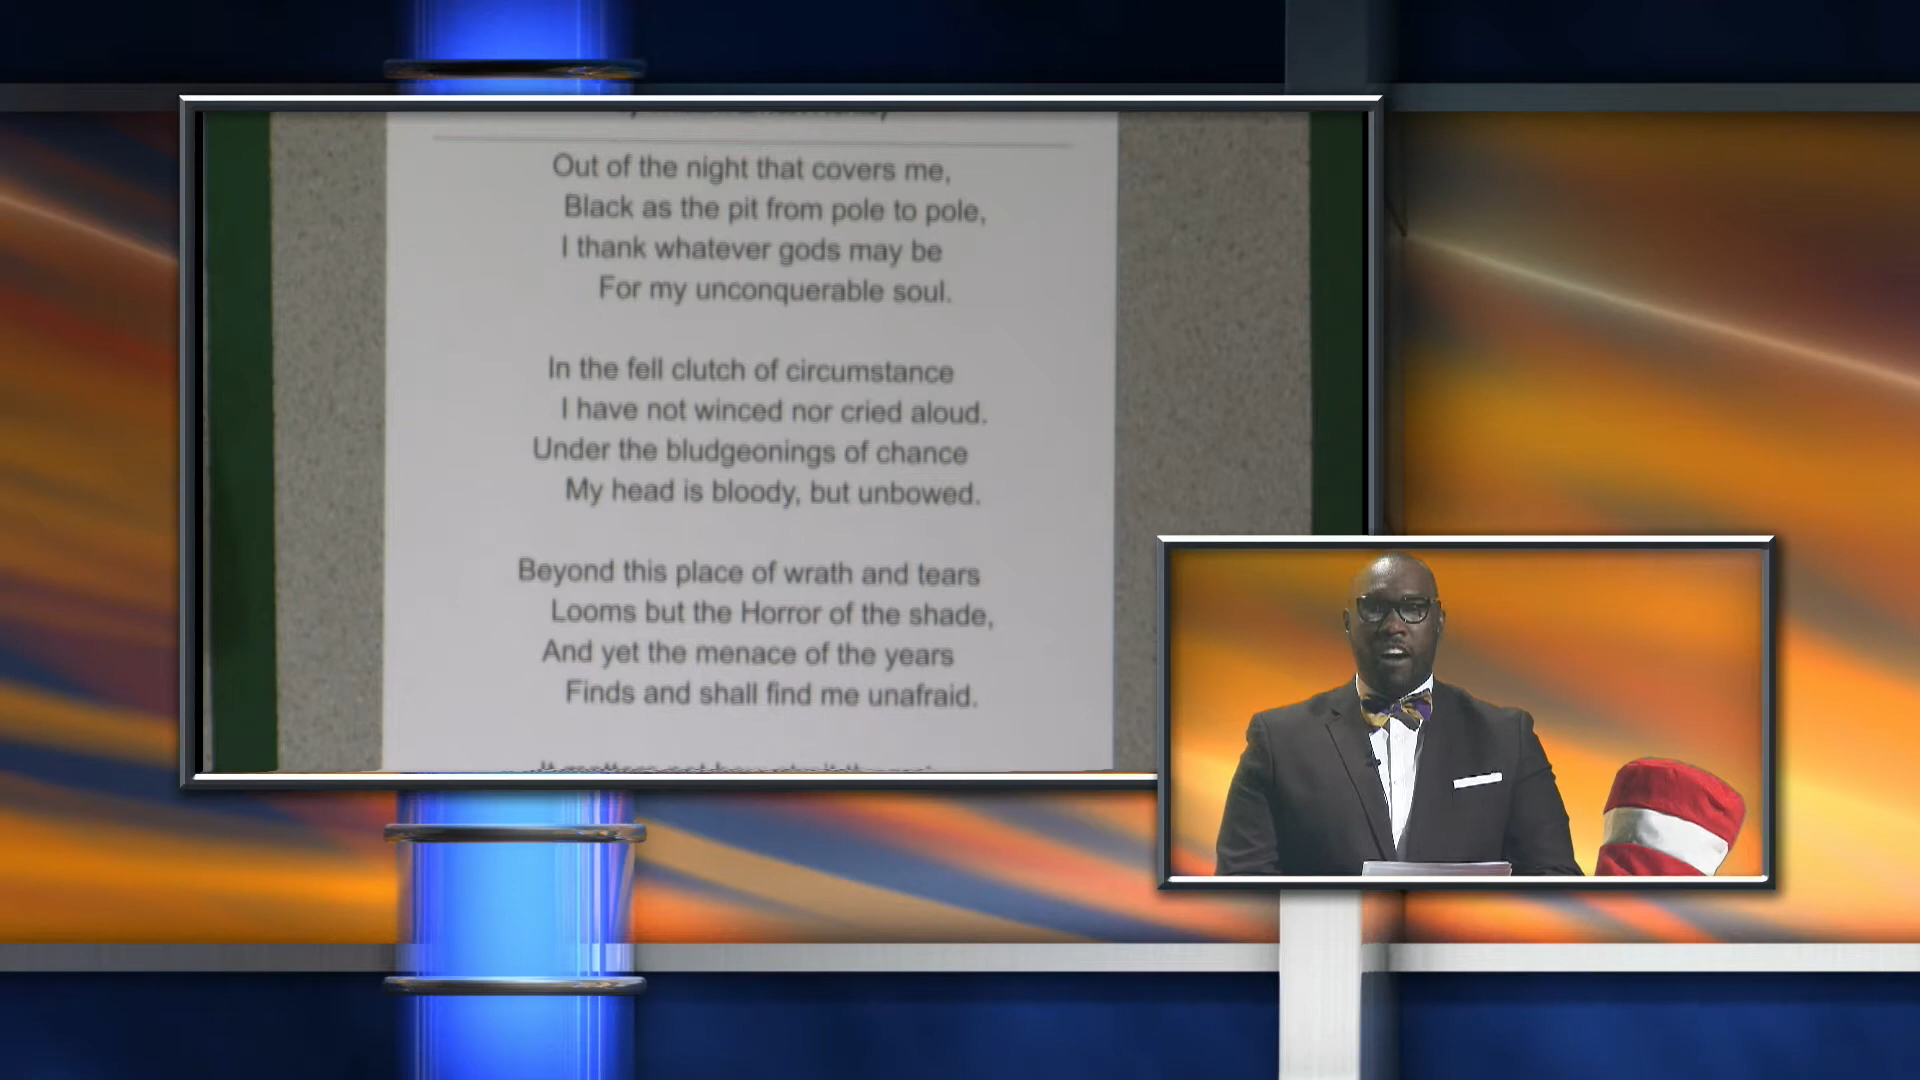 Out of the night that covers me,
Black as the pit from pole to pole,
I thank whatever gods may be
For my unconquerable soul.
In the fell clutch of circumstance
I have not winced nor cried aloud.
Under the bludgeonings of chance
My head is bloody, but unbowed.
Beyond this place of wrath and tears
Looms but the Horror of the shade,
And yet the menace of the years
Finds and shall find me unafraid.